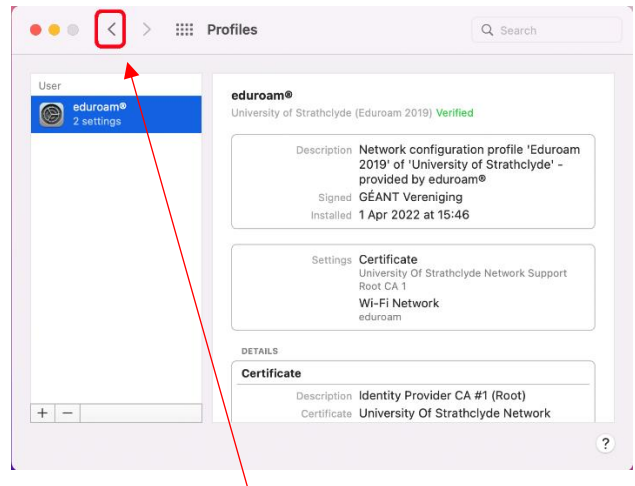 Profiles
Search
User
eduroam®
2 settings
eduroam®
University of Strathclyde (Eduroam 2019) Verified
Description Network configuration profile 'Eduroam
2019' of 'University of Strathclyde' -
provided by eduroam®
Signed GÉANT Vereniging
Installed 1 Apr 2022 at 15:46
Settings Certificate
University Of Strathclyde Network Support
Root CA 1
Wi-Fi Network
eduroam
DETAILS
Certificate
Description Identity Provider CA #1 (Root)
Certificate University Of Strathclyde Network
+ −
?